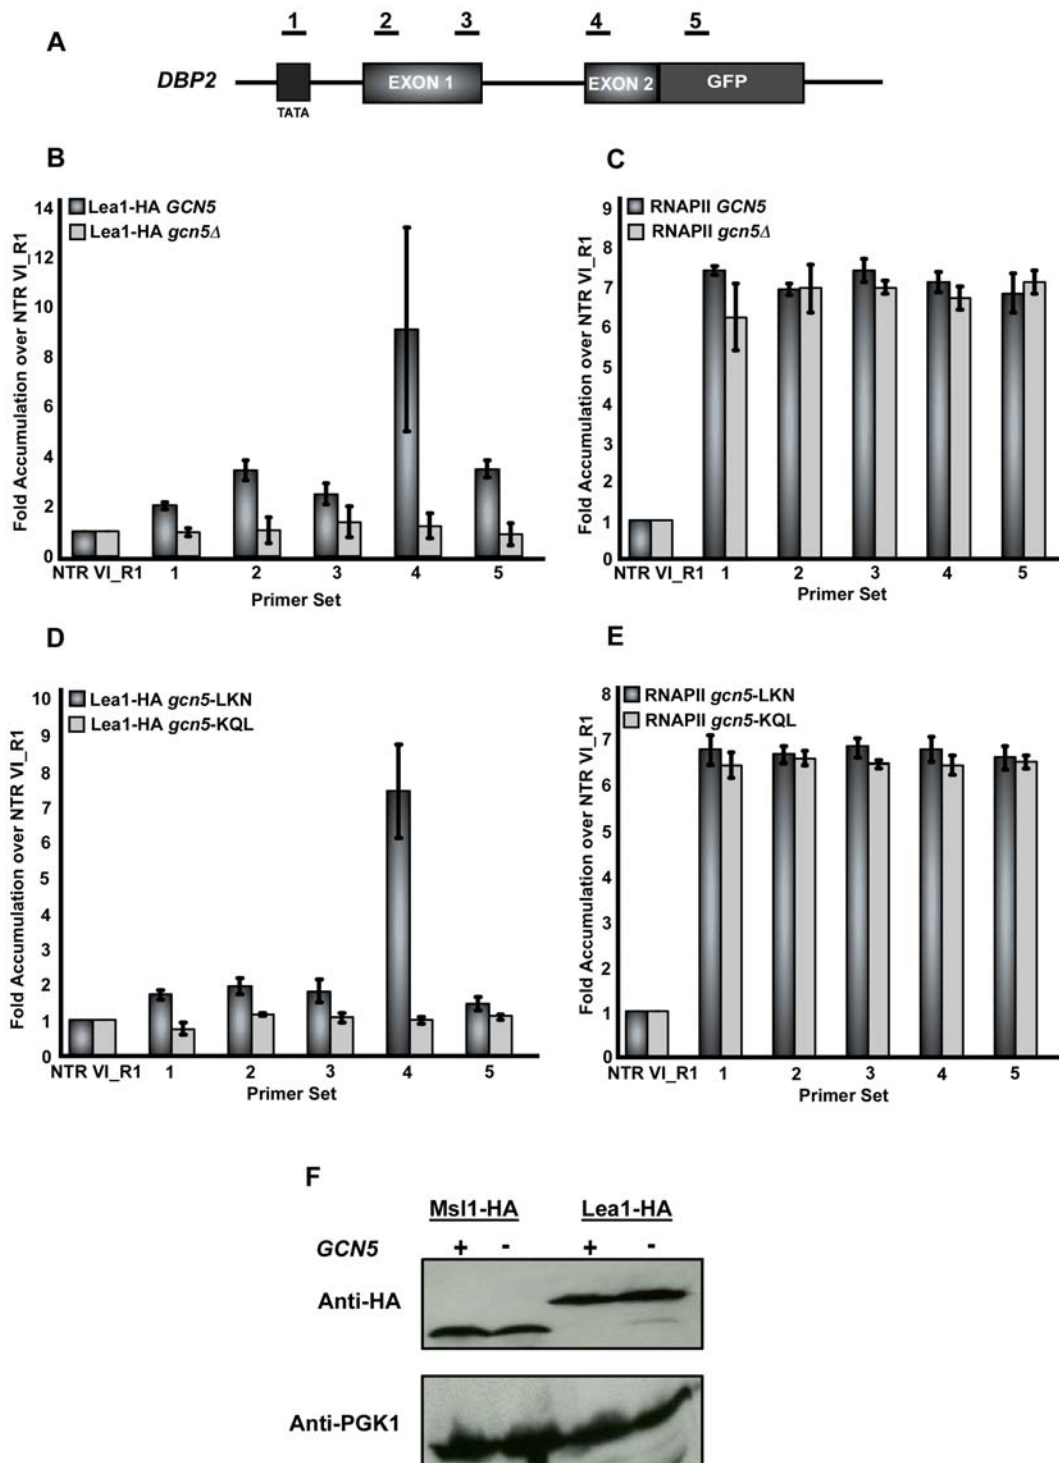 A
1 2 3 4 5
DBP2
EXON 1 EXON 2 GFP
TATA
B
Fold Accumulation over NTR VI_R1
14
12
10
8
6
4
2
0
Lea1-HA GCN5
Lea1-HA gcn5Δ
NTR VI_R1 1 2 3 4 5
Primer Set
C
Fold Accumulation over NTR VI_R1
9
8
7
6
5
4
3
2
1
0
RNAPII GCN5
RNAPII gcn5Δ
NTR VI_R1 1 2 3 4 5
Primer Set
D
Fold Accumulation over NTR VI_R1
10
9
8
7
6
5
4
3
2
1
0
Lea1-HA gcn5-LKN
Lea1-HA gcn5-KQL
NTR VI_R1 1 2 3 4 5
Primer Set
E
Fold Accumulation over NTR VI_R1
8
7
6
5
4
3
2
1
0
RNAPII gcn5-LKN
RNAPII gcn5-KQL
NTR VI_R1 1 2 3 4 5
Primer Set
F
Msl1-HA Lea1-HA
GCN5 + - + -
Anti-HA
Anti-PGK1